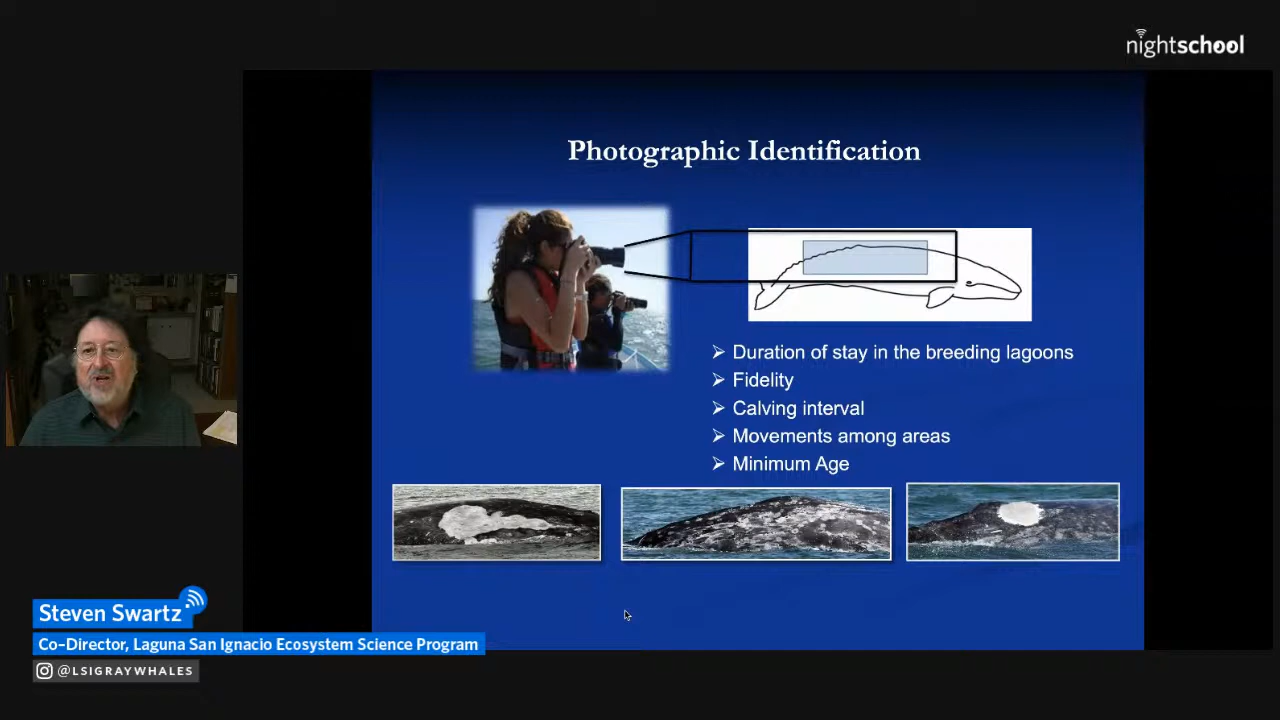 nightschool
Photographic Identification
➢ Duration of stay in the breeding lagoons
➢ Fidelity
➢ Calving interval
➢ Movements among areas
➢ Minimum Age
Steven Swartz
Co-Director, Laguna San Ignacio Ecosystem Science Program
@LSIGRAYWHALES